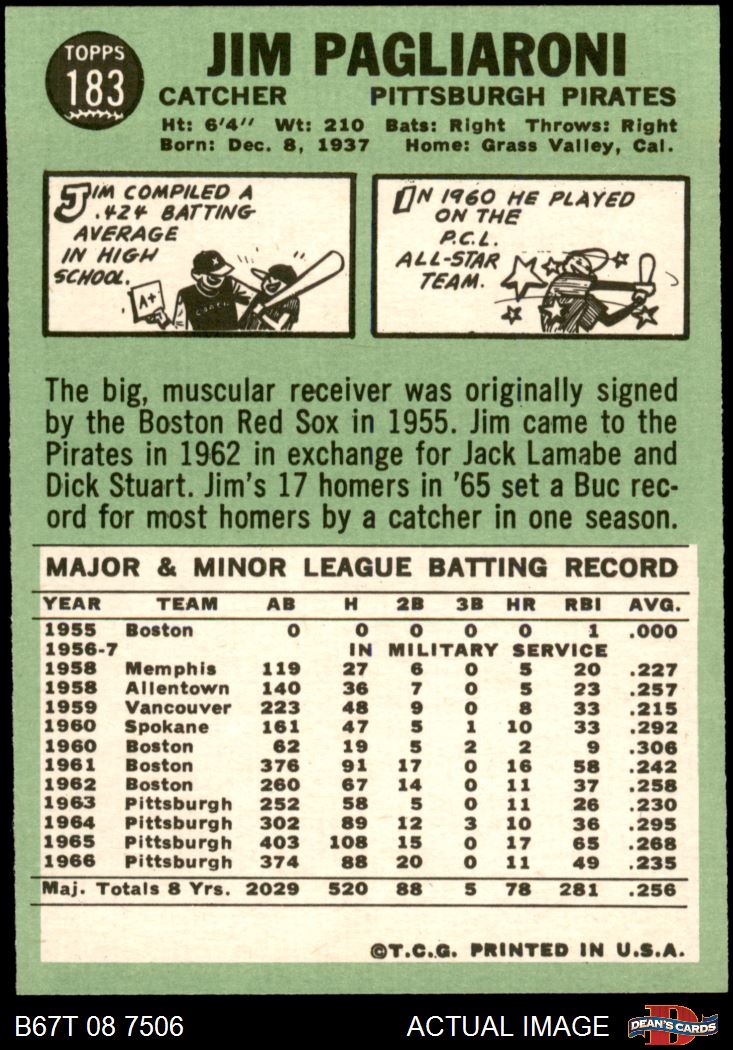 TOPPS
183
JIM PAGLIARONI
CATCHER PITTSBURGH PIRATES
Ht: 6'4" Wt: 210 Bats: Right Throws: Right
Born: Dec. 8, 1937 Home: Grass Valley, Cal.
JIM COMPILED A
.424 BATTING
AVERAGE
IN HIGH
SCHOOL.
A+
COACH
IN 1960 HE PLAYED
ON THE
P.C.L.
ALL-STAR
TEAM.
The big, muscular receiver was originally signed
by the Boston Red Sox in 1955. Jim came to the
Pirates in 1962 in exchange for Jack Lamabe and
Dick Stuart. Jim's 17 homers in '65 set a Buc rec-
ord for most homers by a catcher in one season.
MAJOR & MINOR LEAGUE BATTING RECORD
YEAR TEAM AB H 2B 3B HR RBI AVG.
1955 Boston 0 0 0 0 0 1 .000
1956-7 IN MILITARY SERVICE
1958 Memphis 119 27 6 0 5 20 .227
1958 Allentown 140 36 7 0 5 23 .257
1959 Vancouver 223 48 9 0 8 33 .215
1960 Spokane 161 47 5 1 10 33 .292
1960 Boston 62 19 5 2 2 9 .306
1961 Boston 376 91 17 0 16 58 .242
1962 Boston 260 67 14 0 11 37 .258
1963 Pittsburgh 252 58 5 0 11 26 .230
1964 Pittsburgh 302 89 12 3 10 36 .295
1965 Pittsburgh 403 108 15 0 17 65 .268
1966 Pittsburgh 374 88 20 0 11 49 .235
Maj. Totals 8 Yrs. 2029 520 88 5 78 281 .256
©T.C.G. PRINTED IN U.S.A.
B67T 08 7506 ACTUAL IMAGE DEAN'S CARDS